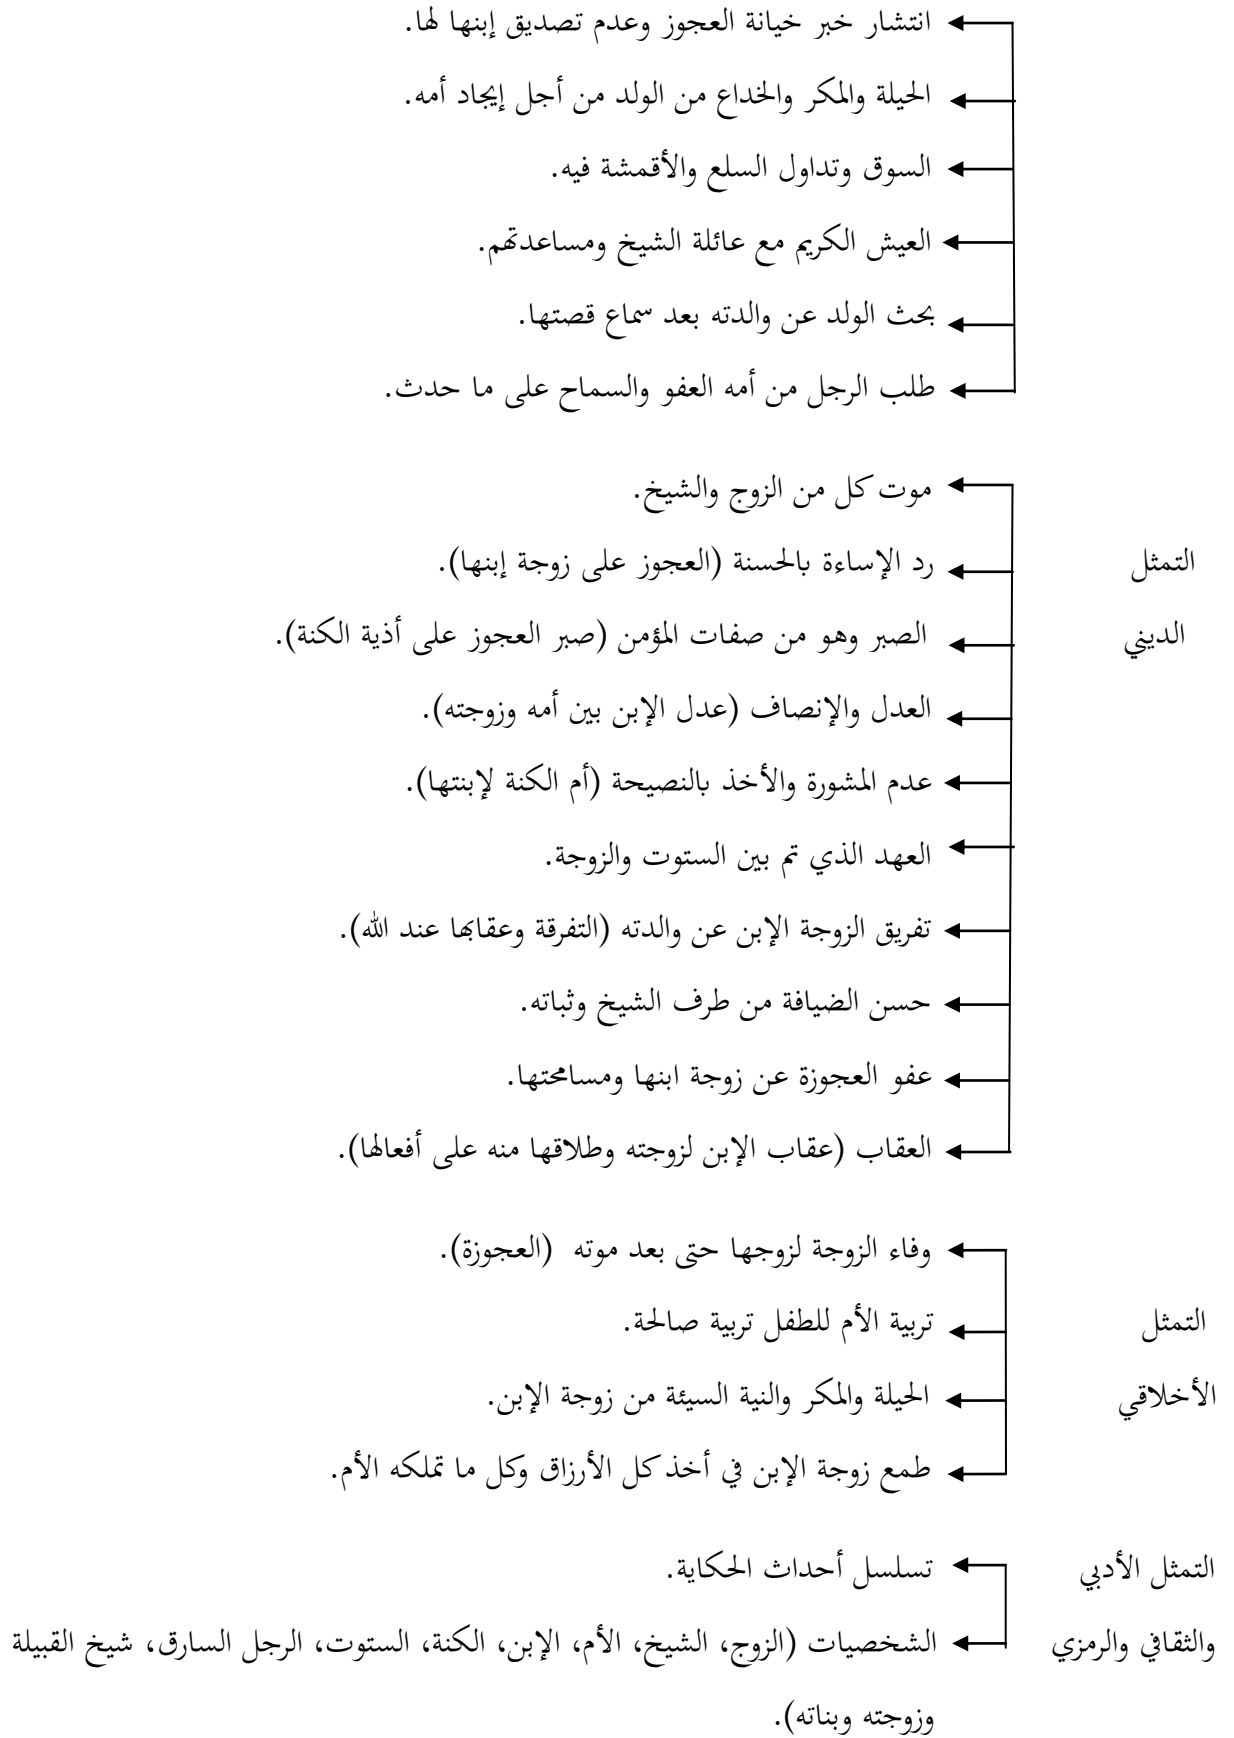 انتشار خبر خيانة العجوز وعدم تصديق إبنها لها.
الحيلة والمكر والخداع من الولد من أجل إيجاد أمه.
السوق وتداول السلع والأقمشة فيه.
العيش الكريم مع عائلة الشيخ ومساعدتهم.
بحث الولد عن والدته بعد سماع قصتها.
طلب الرجل من أمه العفو والسماح على ما حدث.
موت كل من الزوج والشيخ.
التمثل رد الإساءة بالحسنة (العجوز على زوجة إبنها).
الديني الصبر وهو من صفات المؤمن (صبر العجوز على أذية الكنة).
العدل والإنصاف (عدل الإبن بين أمه وزوجته).
عدم المشورة والأخذ بالنصيحة (أم الكنة لإبنتها).
العهد الذي تم بين الستوت والزوجة.
تفريق الزوجة الإبن عن والدته (التفرقة وعقابها عند الله).
حسن الضيافة من طرف الشيخ وثباته.
عفو العجوزة عن زوجة ابنها ومسامحتها.
العقاب (عقاب الإبن لزوجته وطلاقها منه على أفعالها).
وفاء الزوجة لزوجها حتى بعد موته (العجوزة).
التمثل تربية الأم للطفل تربية صالحة.
الأخلاقي الحيلة والمكر والنية السيئة من زوجة الإبن.
طمع زوجة الإبن في أخذ كل الأرزاق وكل ما تملكه الأم.
التمثل الأدبي تسلسل أحداث الحكاية.
والثقافي والرمزي الشخصيات (الزوج، الشيخ، الأم، الإبن، الكنة، الستوت، الرجل السارق، شيخ القبيلة
وزوجته وبناته).